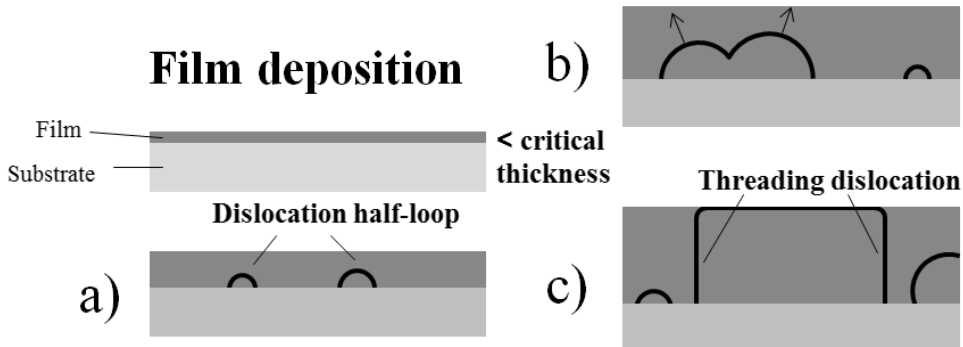 Film deposition
Film
Substrate
< critical
thickness
Dislocation half-loop
a)
b)
Threading dislocation
c)